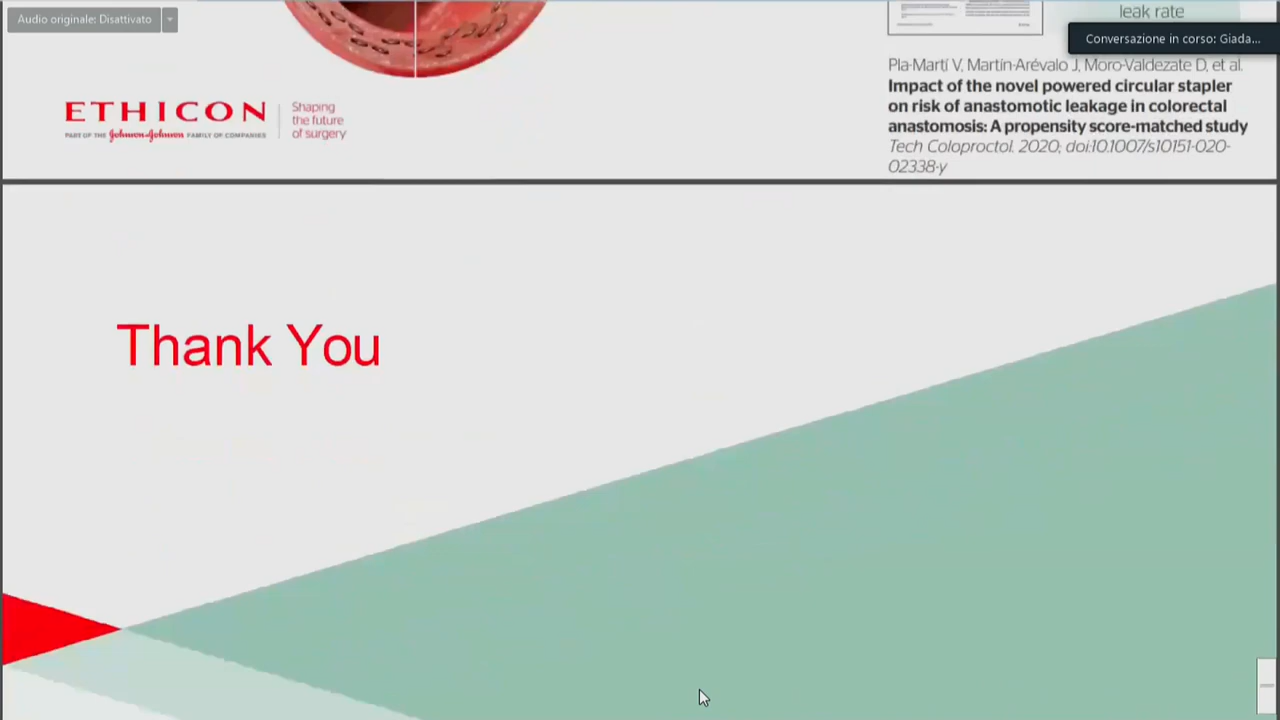 Audio originale: Disattivato
leak rate
Conversazione in corso: Giada...
Pla-Martí V, Martín-Arévalo J, Moro-Valdezate D, et al.
Impact of the novel powered circular stapler
on risk of anastomotic leakage in colorectal
anastomosis: A propensity score-matched study
Tech Coloproctol. 2020; doi:10.1007/s10151-020-
02338-y
ETHICON
PART OF THE Johnson & Johnson FAMILY OF COMPANIES
Shaping
the future
of surgery
Thank You